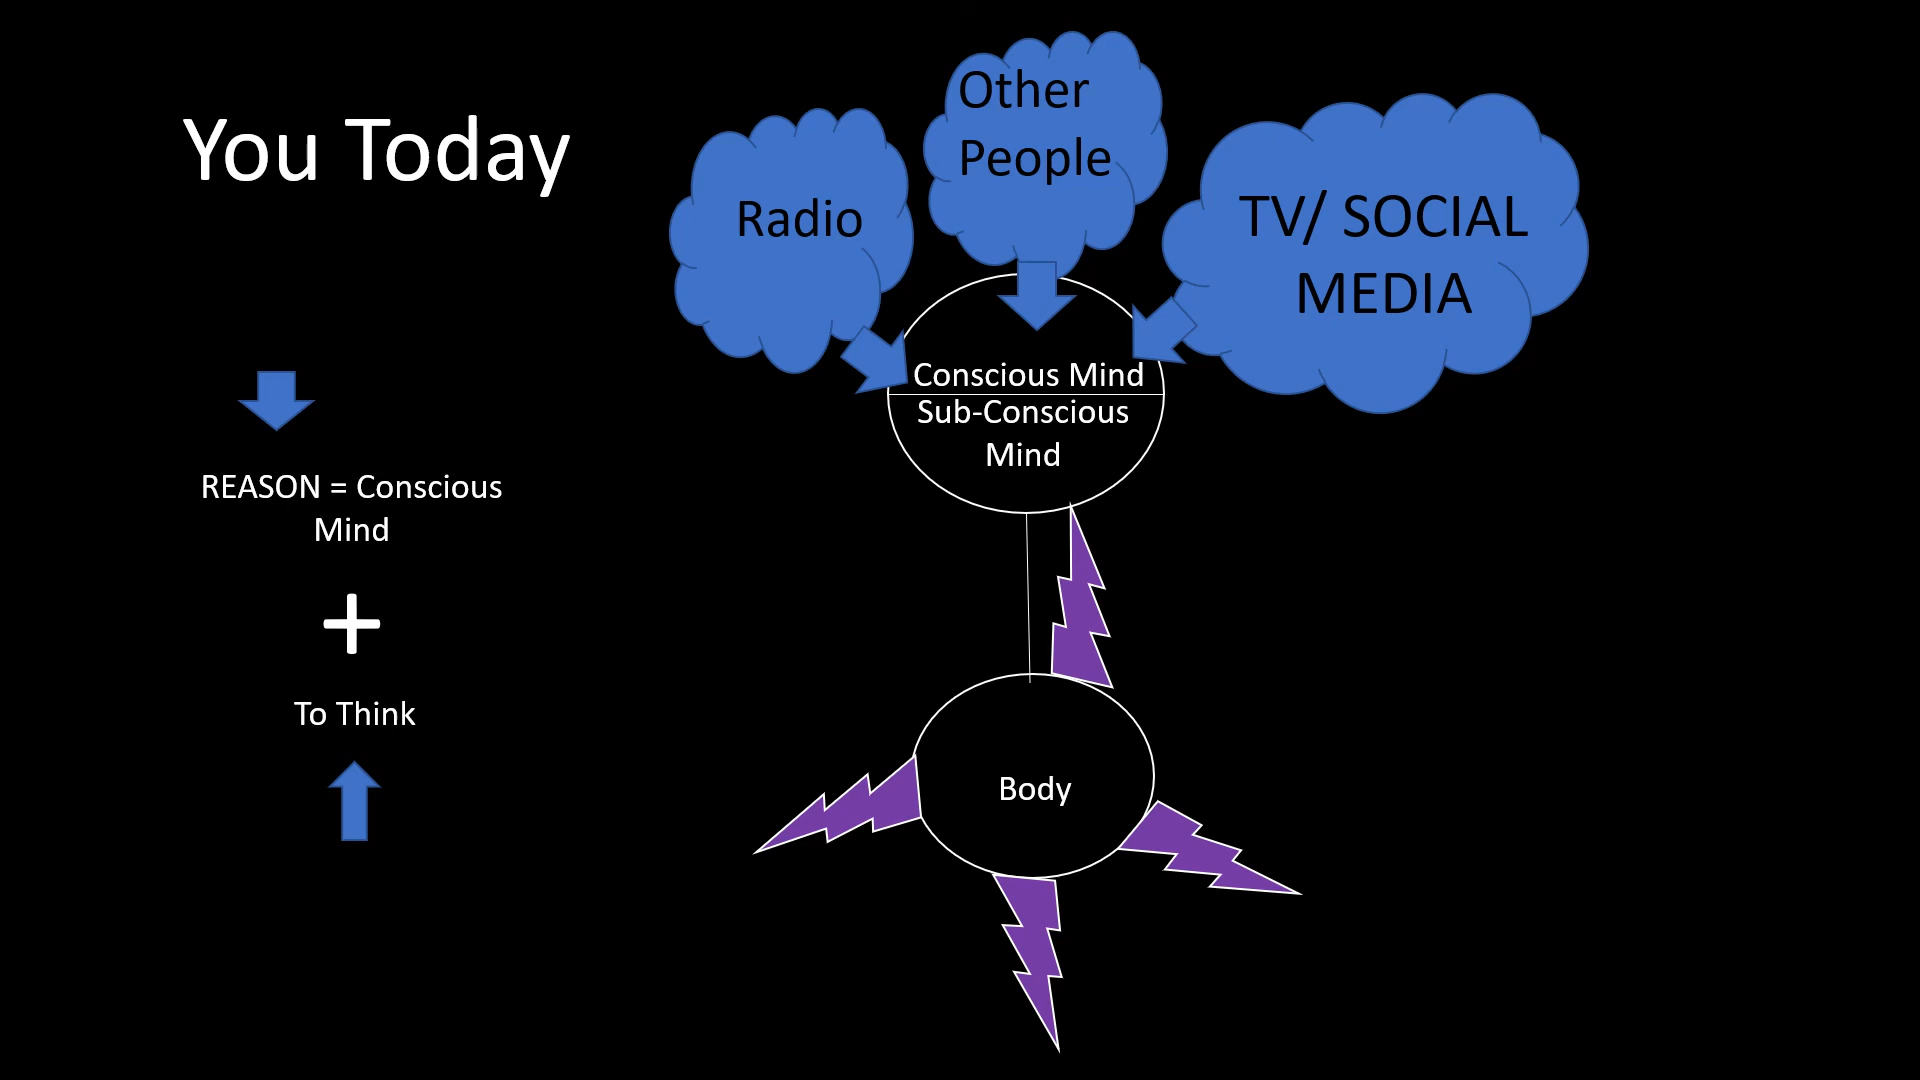 You Today
Radio
Other
People
TV/ SOCIAL
MEDIA
Conscious Mind
Sub-Conscious
Mind
REASON = Conscious
Mind
+
To Think
Body